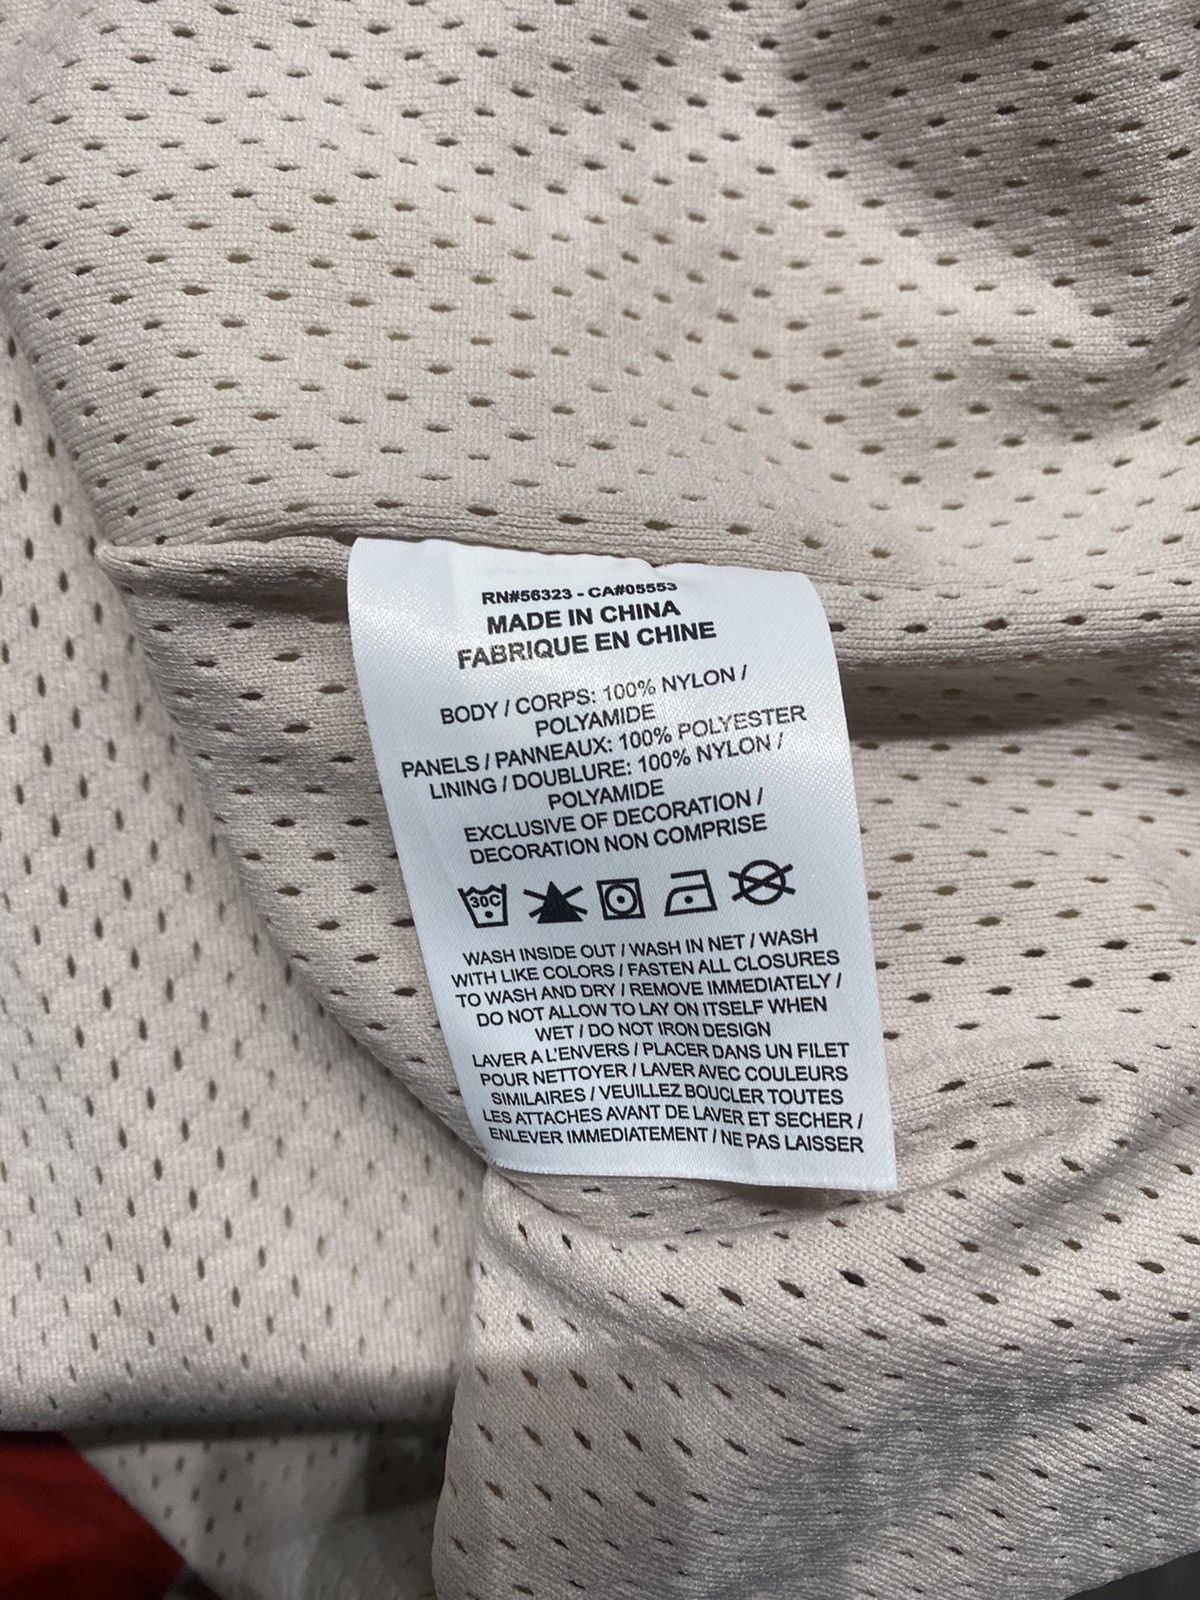 RN#56323 - CA#05553
MADE IN CHINA
FABRIQUE EN CHINE
BODY / CORPS: 100% NYLON /
POLYAMIDE
PANELS / PANNEAUX: 100% POLYESTER
LINING / DOUBLURE: 100% NYLON /
POLYAMIDE
EXCLUSIVE OF DECORATION /
DECORATION NON COMPRISE
30C
WASH INSIDE OUT / WASH IN NET / WASH
WITH LIKE COLORS / FASTEN ALL CLOSURES
TO WASH AND DRY / REMOVE IMMEDIATELY /
DO NOT ALLOW TO LAY ON ITSELF WHEN
WET / DO NOT IRON DESIGN
LAVER A L'ENVERS / PLACER DANS UN FILET
POUR NETTOYER / LAVER AVEC COULEURS
SIMILAIRES / VEUILLEZ BOUCLER TOUTES
LES ATTACHES AVANT DE LAVER ET SECHER /
ENLEVER IMMEDIATEMENT / NE PAS LAISSER